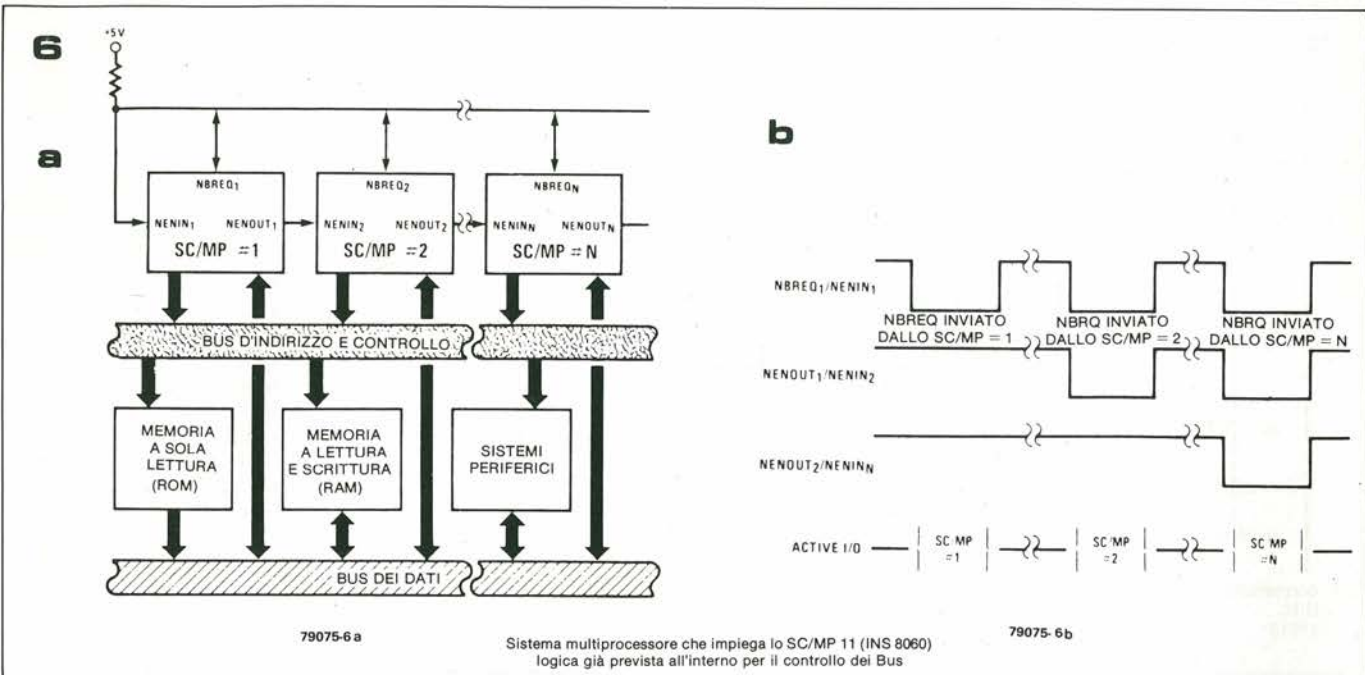 6
+5V
a
NBREQ1
NBREQ2
NBREQN
NENIN1 NENOUT1
NENIN2 NENOUT2
NENINN NENOUTN
SC/MP = 1
SC/MP = 2
SC/MP = N
BUS D'INDIRIZZO E CONTROLLO
MEMORIA
A SOLA
LETTURA
(ROM)
MEMORIA
A LETTURA
E SCRITTURA
(RAM)
SISTEMI
PERIFERICI
BUS DEI DATI
79075-6 a
b
NBREQ1/NENIN1
NBREQ INVIATO
DALLO SC/MP = 1
NBRQ INVIATO
DALLO SC/MP = 2
NBRQ INVIATO
DALLO SC/MP = N
NENOUT1/NENIN2
NENOUT2/NENINN
ACTIVE I/O
SC/MP
=1
SC/MP
=2
SC/MP
=N
79075-6b
Sistema multiprocessore che impiega lo SC/MP 11 (INS 8060)
logica già prevista all'interno per il controllo dei Bus